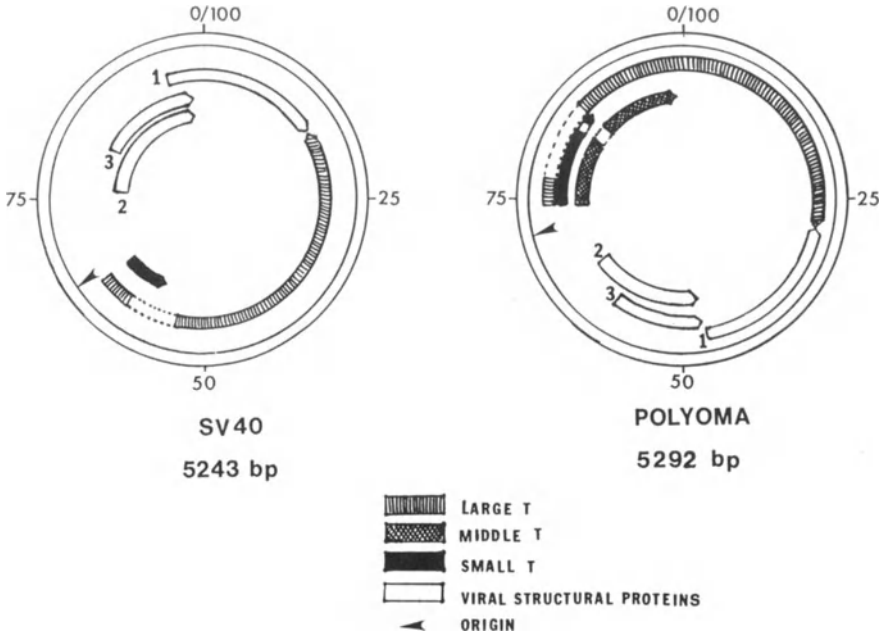 0/100
1
3
2
75
25
50
SV40
5243 bp
0/100
75
25
2
3
1
50
POLYOMA
5292 bp
LARGE T
MIDDLE T
SMALL T
VIRAL STRUCTURAL PROTEINS
ORIGIN